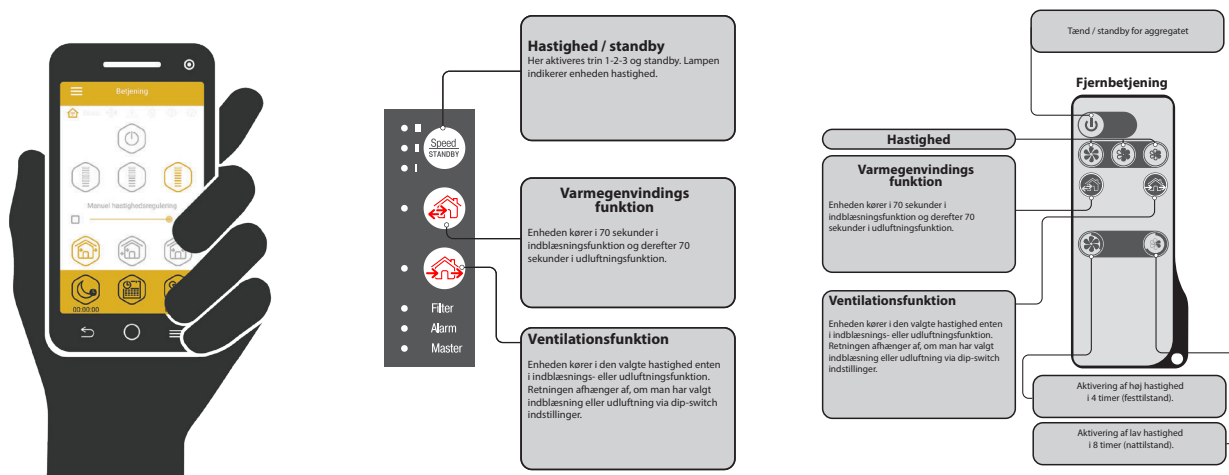 Betjening
Manuel hastighedsregulering
00:00:00
Hastighed / standby
Her aktiveres trin 1-2-3 og standby. Lampen
indikerer enheden hastighed.
Speed
STANDBY
Filter
Alarm
Master
Varmegenvindings
funktion
Enheden kører i 70 sekunder i
indblæsningsfunktion og derefter 70
sekunder i udluftningsfunktion.
Ventilationsfunktion
Enheden kører i den valgte hastighed enten
i indblæsnings- eller udluftningsfunktion.
Retningen afhænger af, om man har valgt
indblæsning eller udluftning via dip-switch
indstillinger.
Tænd / standby for aggregatet
Fjernbetjening
Hastighed
Varmegenvindings
funktion
Enheden kører i 70 sekunder i
indblæsningsfunktion og derefter 70
sekunder i udluftningsfunktion.
Ventilationsfunktion
Enheden kører i den valgte hastighed enten
i indblæsnings- eller udluftningsfunktion.
Retningen afhænger af, om man har valgt
indblæsning eller udluftning via dip-switch
indstillinger.
Aktivering af høj hastighed
i 4 timer (festtilstand).
Aktivering af lav hastighed
i 8 timer (nattilstand).